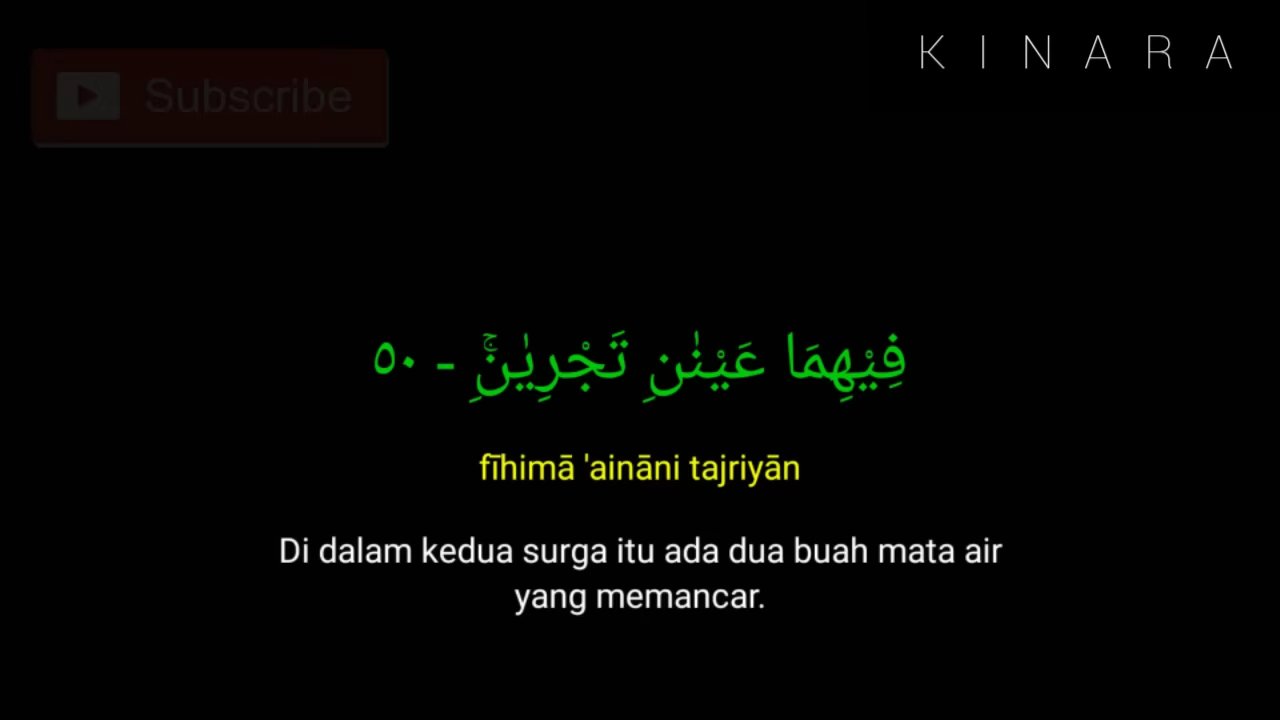 K I N A R A
Subscribe
فِيْهِمَا عَيْنٰنِ تَجْرِيٰنِۚ - ٥٠
fīhimā 'aināni tajriyān
Di dalam kedua surga itu ada dua buah mata air
yang memancar.